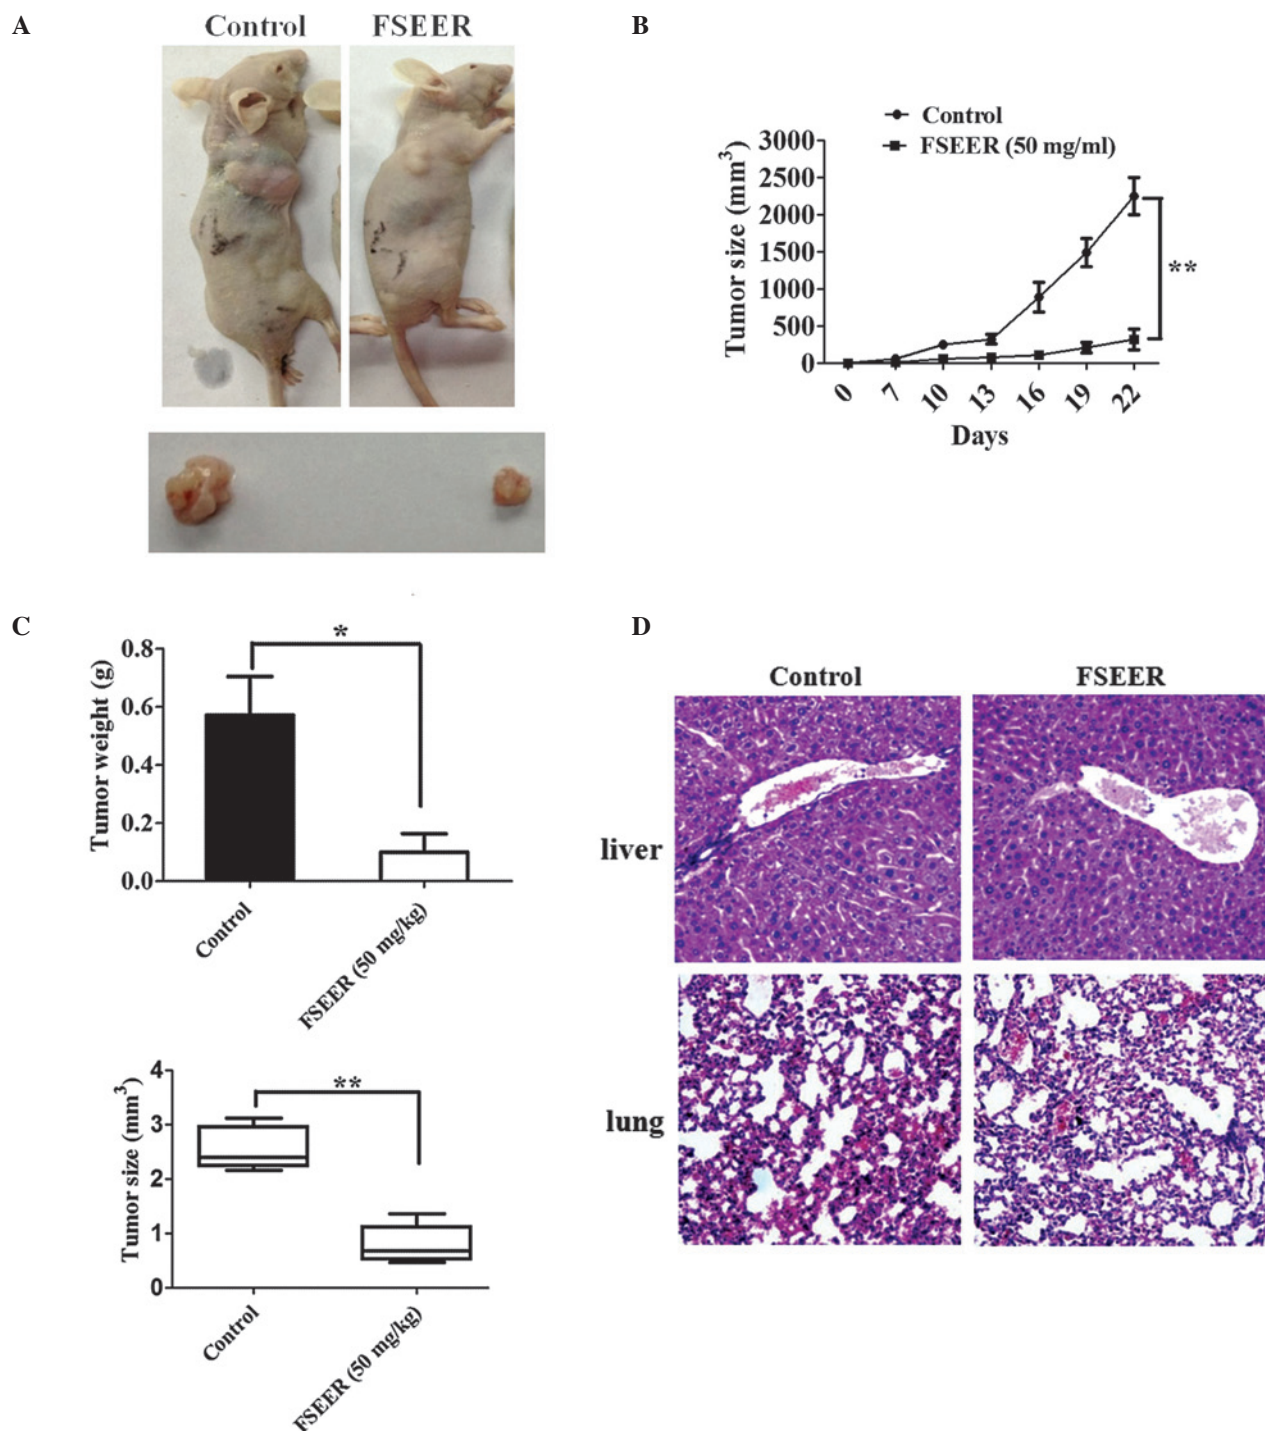 A
Control FSEER
B
Control
FSEER (50 mg/ml)
Tumor size (mm³)
3000
2500
2000
1500
1000
500
0
**
0 7 10 13 16 19 22
Days
C
*
Tumor weight (g)
0.8
0.6
0.4
0.2
0.0
Control
FSEER (50 mg/kg)
**
Tumor size (mm³)
4
3
2
1
0
Control
FSEER (50 mg/kg)
D
Control FSEER
liver
lung